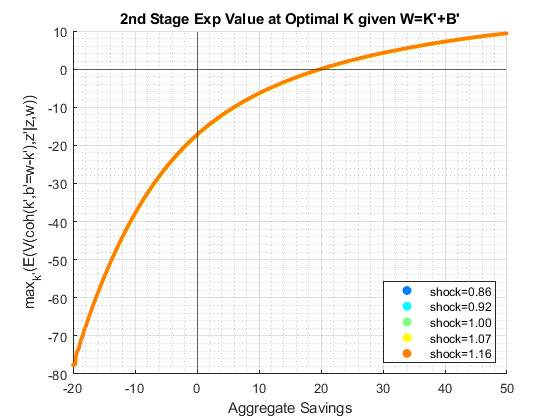 2nd Stage Exp Value at Optimal K given W=K'+B'
max_k'(E(V(coh(k',b'=w-k'),z'|z,w))
10
0
-10
-20
-30
-40
-50
-60
-70
-80
-20
-10
0
10
20
30
40
50
Aggregate Savings
shock=0.86
shock=0.92
shock=1.00
shock=1.07
shock=1.16